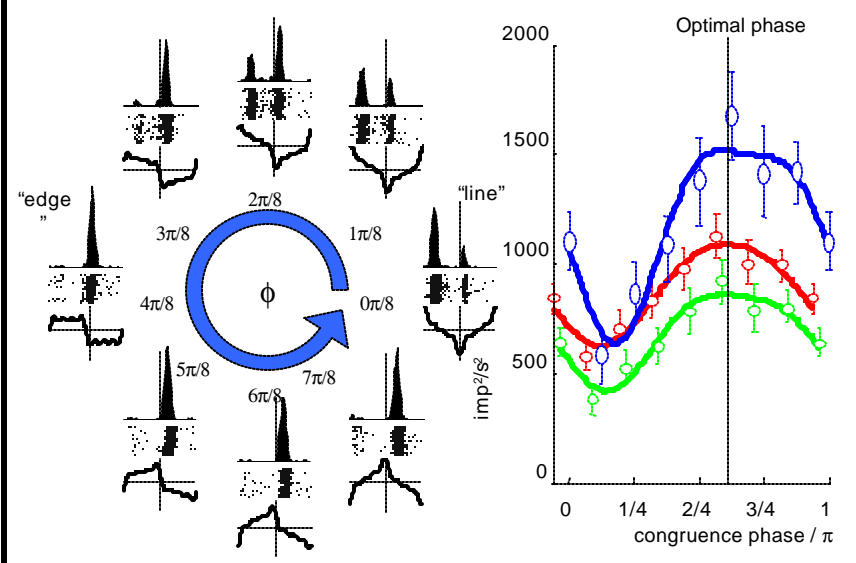 “edge
”
2π/8
“line”
3π/8
1π/8
4π/8
ϕ
0π/8
5π/8
7π/8
6π/8
Optimal phase
2000
1500
1000
500
0
imp²/s²
0
1/4
2/4
3/4
1
congruence phase / π